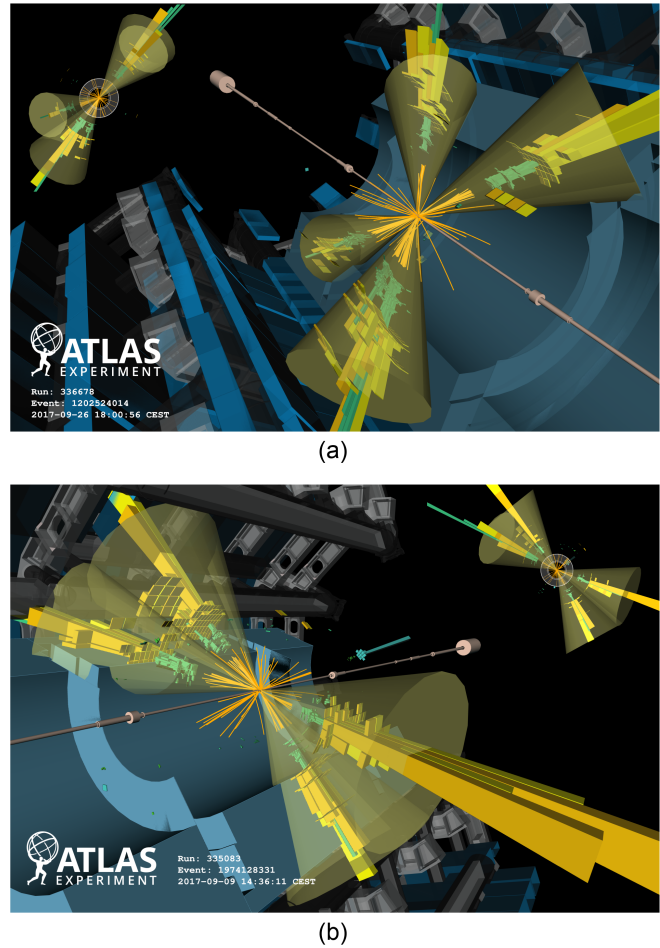 ATLAS
EXPERIMENT
Run: 336678
Event: 1202524014
2017-09-26 18:00:56 CEST
(a)
ATLAS
EXPERIMENT
Run: 335083
Event: 1974128331
2017-09-09 14:36:11 CEST
(b)